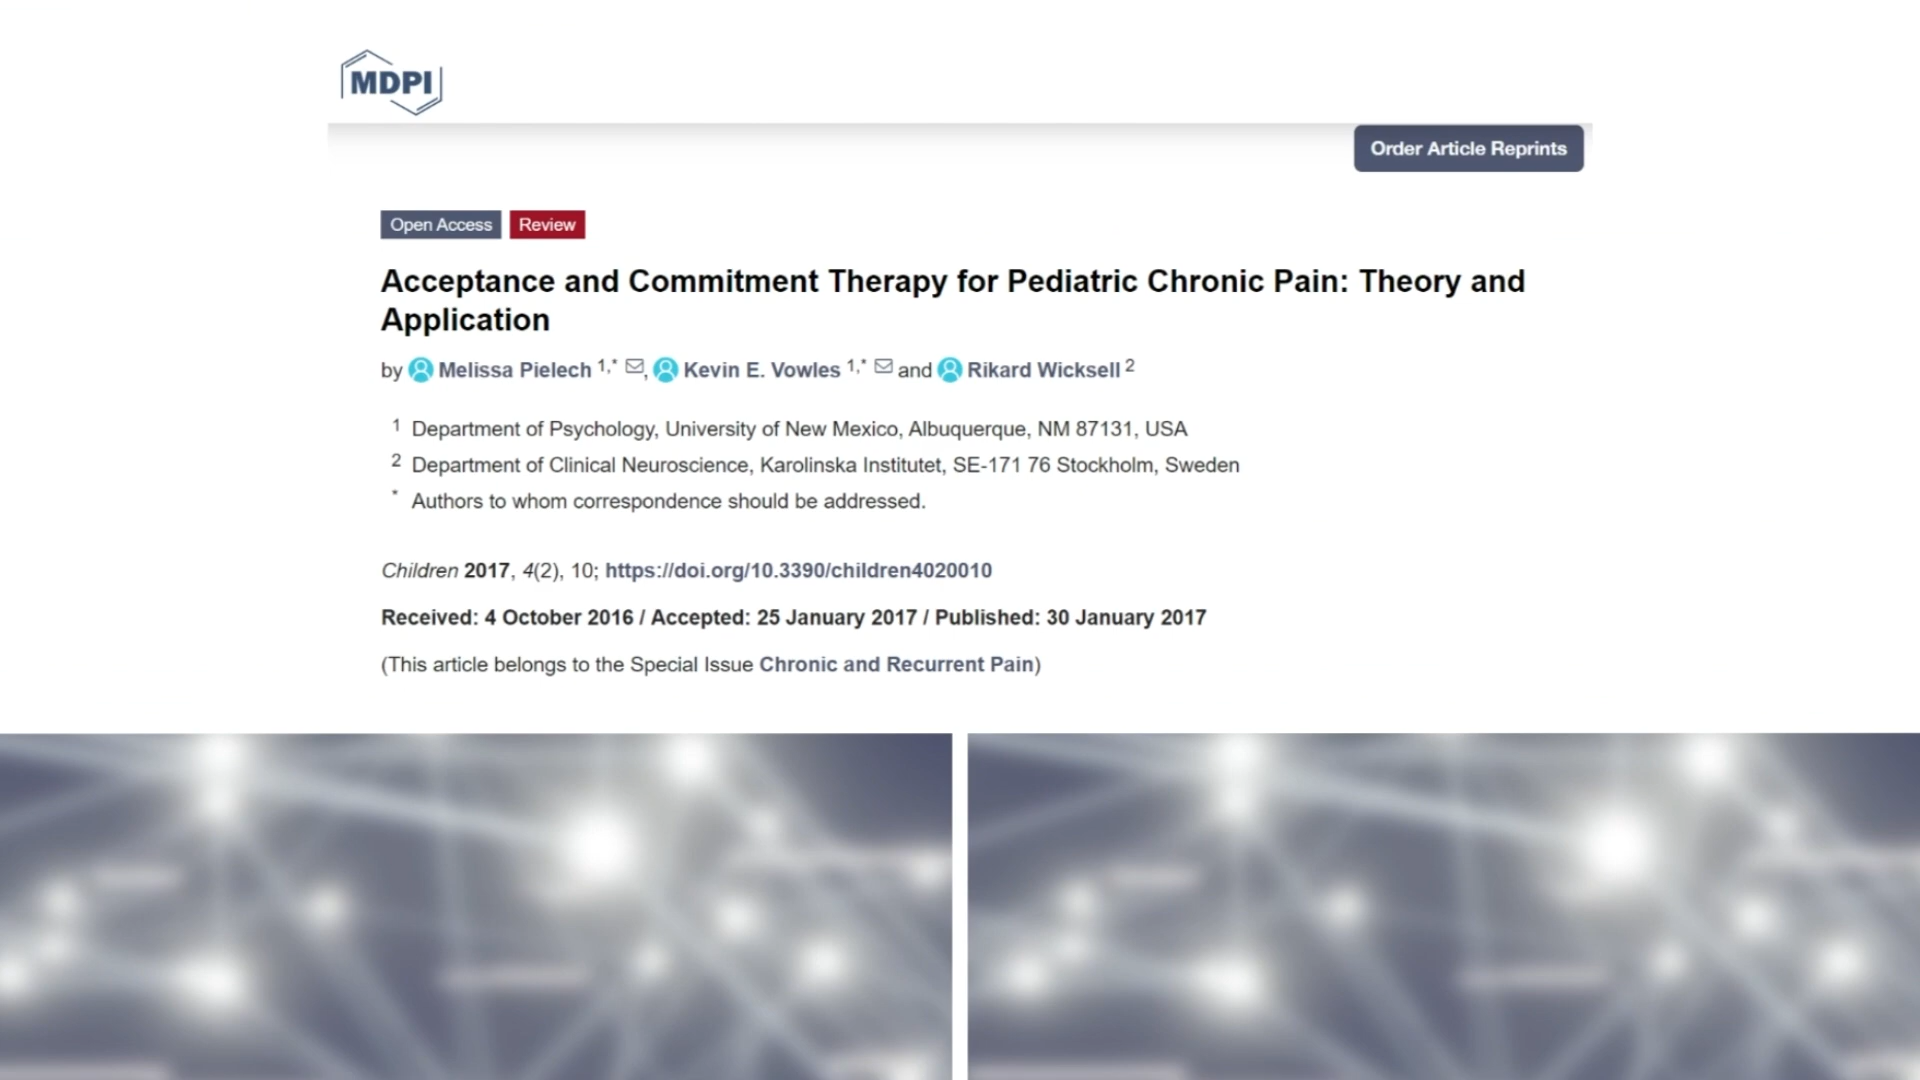 MDPI
Order Article Reprints
Open Access Review
Acceptance and Commitment Therapy for Pediatric Chronic Pain: Theory and
Application
by Melissa Pielech 1,* , Kevin E. Vowles 1,* and Rikard Wicksell 2
1 Department of Psychology, University of New Mexico, Albuquerque, NM 87131, USA
2 Department of Clinical Neuroscience, Karolinska Institutet, SE-171 76 Stockholm, Sweden
* Authors to whom correspondence should be addressed.
Children 2017, 4(2), 10; https://doi.org/10.3390/children4020010
Received: 4 October 2016 / Accepted: 25 January 2017 / Published: 30 January 2017
(This article belongs to the Special Issue Chronic and Recurrent Pain)